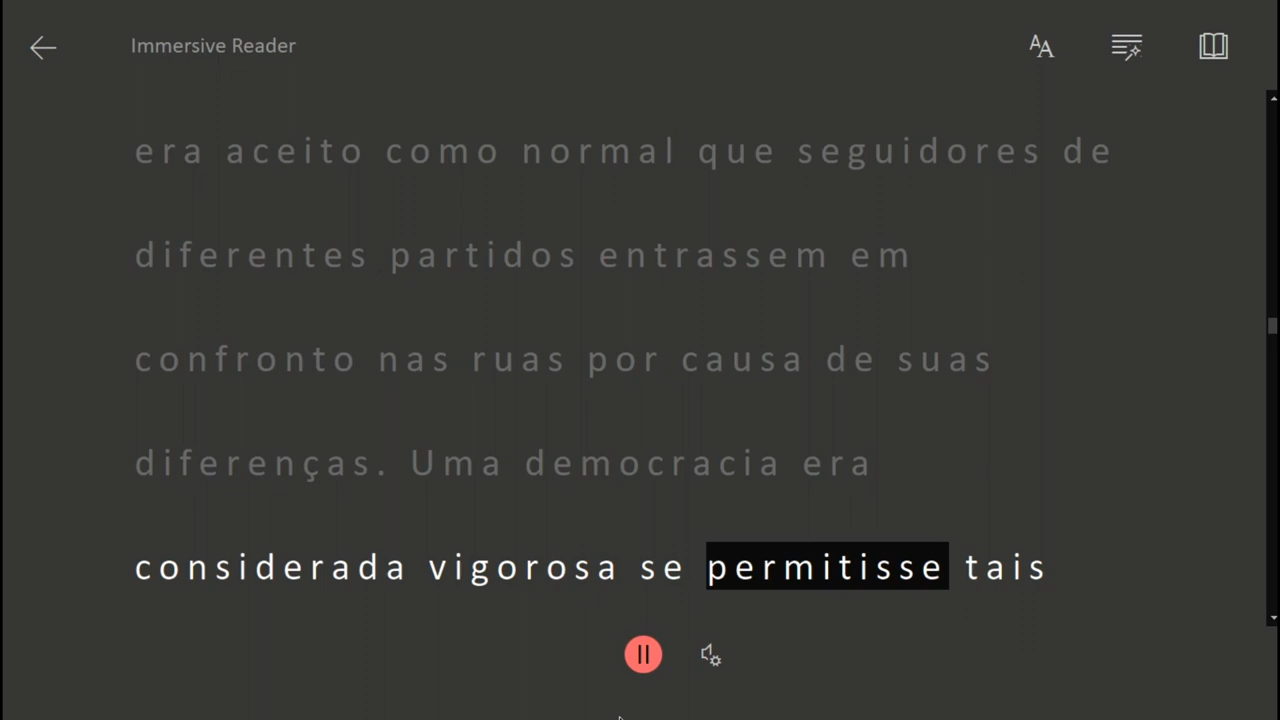 Immersive Reader
era aceito como normal que seguidores de
diferentes partidos entrassem em
confronto nas ruas por causa de suas
diferenças. Uma democracia era
considerada vigorosa se permitisse tais